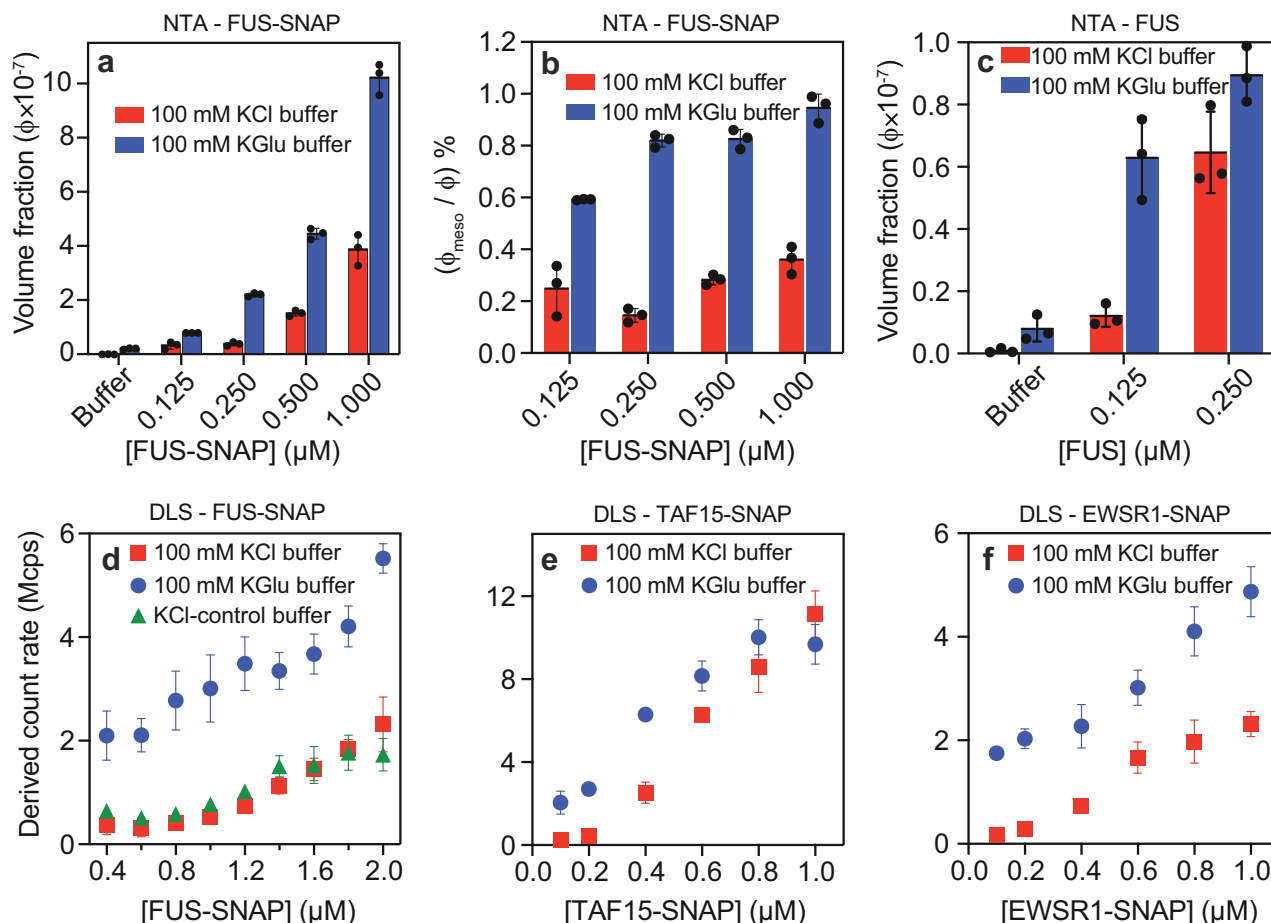 NTA - FUS-SNAP
a
100 mM KCl buffer
100 mM KGlu buffer
Volume fraction (ϕ×10⁻⁷)
10
8
6
4
2
0
Buffer
0.125
0.250
0.500
1.000
[FUS-SNAP] (µM)
NTA - FUS-SNAP
b
100 mM KCl buffer
100 mM KGlu buffer
(ϕmeso / ϕ) %
1.2
1.0
0.8
0.6
0.4
0.2
0.0
0.125
0.250
0.500
1.000
[FUS-SNAP] (µM)
NTA - FUS
c
100 mM KCl buffer
100 mM KGlu buffer
Volume fraction (ϕ×10⁻⁷)
1.0
0.8
0.6
0.4
0.2
0.0
Buffer
0.125
0.250
[FUS] (µM)
DLS - FUS-SNAP
d
100 mM KCl buffer
100 mM KGlu buffer
KCl-control buffer
Derived count rate (Mcps)
6
4
2
0
0.4
0.8
1.2
1.6
2.0
[FUS-SNAP] (µM)
DLS - TAF15-SNAP
e
100 mM KCl buffer
100 mM KGlu buffer
12
8
4
0
0.0
0.2
0.4
0.6
0.8
1.0
[TAF15-SNAP] (µM)
DLS - EWSR1-SNAP
f
100 mM KCl buffer
100 mM KGlu buffer
6
4
2
0
0.0
0.2
0.4
0.6
0.8
1.0
[EWSR1-SNAP] (µM)